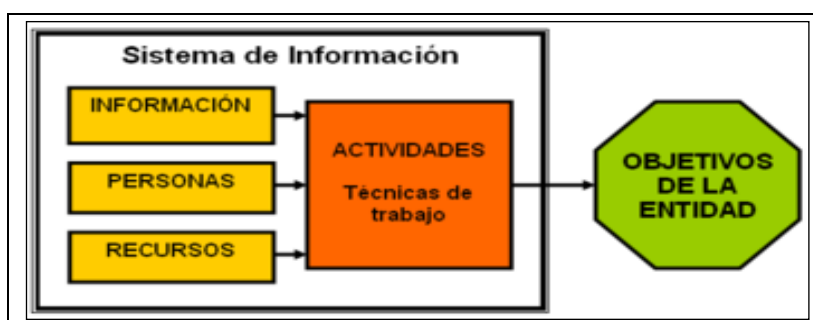 Sistema de Información
INFORMACIÓN
PERSONAS
RECURSOS
ACTIVIDADES
Técnicas de
trabajo
OBJETIVOS
DE LA
ENTIDAD